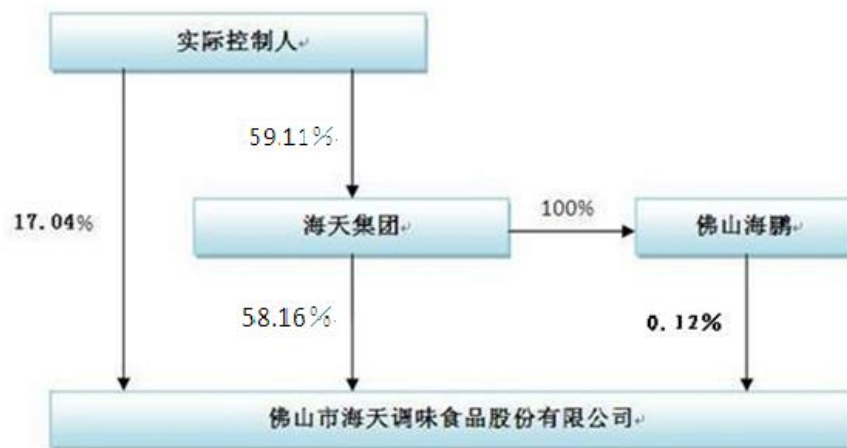 实际控制人
59.11%
17.04%
海天集团
100%
佛山海鹏
58.16%
0.12%
佛山市海天调味食品股份有限公司